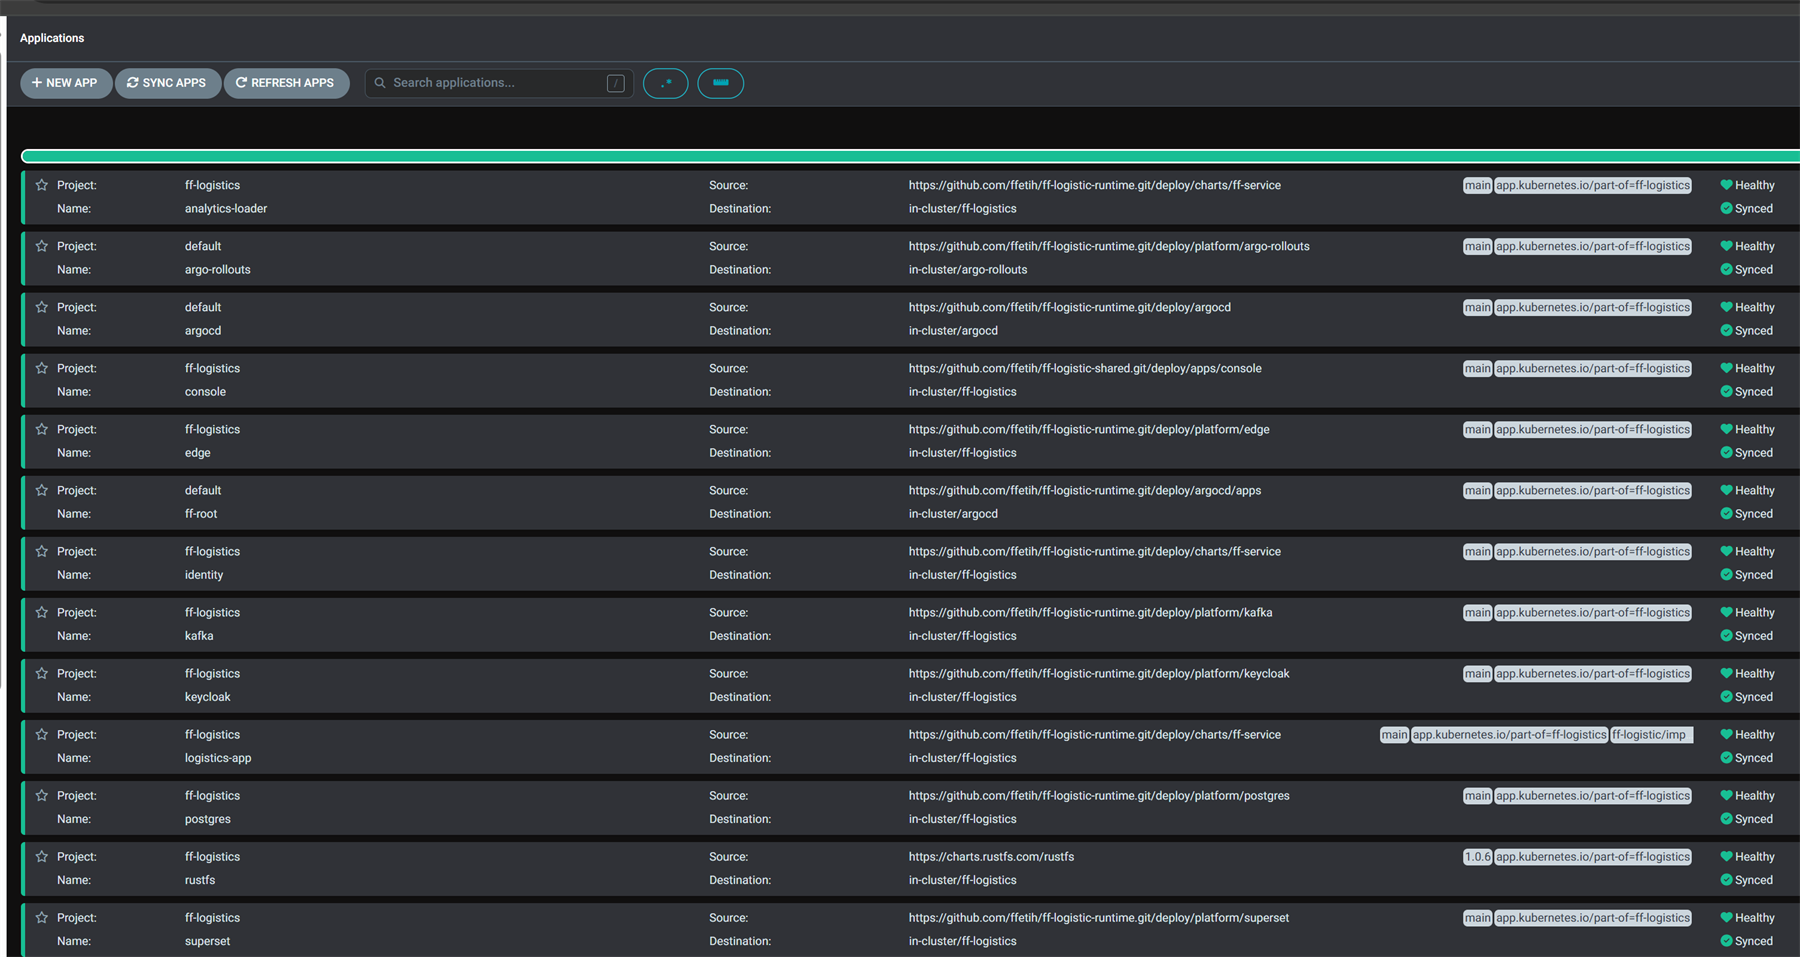 Applications
NEW APP SYNC APPS REFRESH APPS Search applications... / .*
Project: ff-logistics Source: https://github.com/ffetih/ff-logistic-runtime.git/deploy/charts/ff-service main app.kubernetes.io/part-of=ff-logistics Healthy
Name: analytics-loader Destination: in-cluster/ff-logistics Synced
Project: default Source: https://github.com/ffetih/ff-logistic-runtime.git/deploy/platform/argo-rollouts main app.kubernetes.io/part-of=ff-logistics Healthy
Name: argo-rollouts Destination: in-cluster/argo-rollouts Synced
Project: default Source: https://github.com/ffetih/ff-logistic-runtime.git/deploy/argocd main app.kubernetes.io/part-of=ff-logistics Healthy
Name: argocd Destination: in-cluster/argocd Synced
Project: ff-logistics Source: https://github.com/ffetih/ff-logistic-shared.git/deploy/apps/console main app.kubernetes.io/part-of=ff-logistics Healthy
Name: console Destination: in-cluster/ff-logistics Synced
Project: ff-logistics Source: https://github.com/ffetih/ff-logistic-runtime.git/deploy/platform/edge main app.kubernetes.io/part-of=ff-logistics Healthy
Name: edge Destination: in-cluster/ff-logistics Synced
Project: default Source: https://github.com/ffetih/ff-logistic-runtime.git/deploy/argocd/apps main app.kubernetes.io/part-of=ff-logistics Healthy
Name: ff-root Destination: in-cluster/argocd Synced
Project: ff-logistics Source: https://github.com/ffetih/ff-logistic-runtime.git/deploy/charts/ff-service main app.kubernetes.io/part-of=ff-logistics Healthy
Name: identity Destination: in-cluster/ff-logistics Synced
Project: ff-logistics Source: https://github.com/ffetih/ff-logistic-runtime.git/deploy/platform/kafka main app.kubernetes.io/part-of=ff-logistics Healthy
Name: kafka Destination: in-cluster/ff-logistics Synced
Project: ff-logistics Source: https://github.com/ffetih/ff-logistic-runtime.git/deploy/platform/keycloak main app.kubernetes.io/part-of=ff-logistics Healthy
Name: keycloak Destination: in-cluster/ff-logistics Synced
Project: ff-logistics Source: https://github.com/ffetih/ff-logistic-runtime.git/deploy/charts/ff-service main app.kubernetes.io/part-of=ff-logistics ff-logistic/imp Healthy
Name: logistics-app Destination: in-cluster/ff-logistics Synced
Project: ff-logistics Source: https://github.com/ffetih/ff-logistic-runtime.git/deploy/platform/postgres main app.kubernetes.io/part-of=ff-logistics Healthy
Name: postgres Destination: in-cluster/ff-logistics Synced
Project: ff-logistics Source: https://charts.rustfs.com/rustfs 1.0.6 app.kubernetes.io/part-of=ff-logistics Healthy
Name: rustfs Destination: in-cluster/ff-logistics Synced
Project: ff-logistics Source: https://github.com/ffetih/ff-logistic-runtime.git/deploy/platform/superset main app.kubernetes.io/part-of=ff-logistics Healthy
Name: superset Destination: in-cluster/ff-logistics Synced